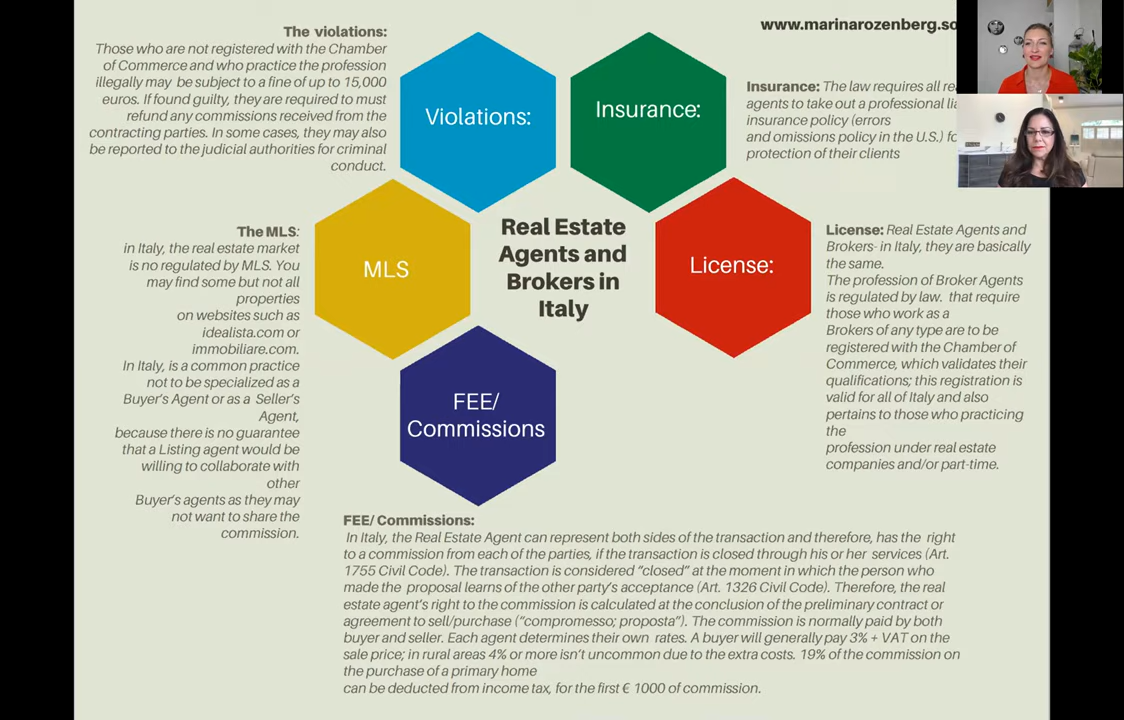 www.marinarozenberg.so
The violations:
Those who are not registered with the Chamber
of Commerce and who practice the profession
illegally may be subject to a fine of up to 15,000
euros. If found guilty, they are required to must
refund any commissions received from the
contracting parties. In some cases, they may also
be reported to the judicial authorities for criminal
conduct.
Violations:
Insurance:
Insurance: The law requires all rea
agents to take out a professional lia
insurance policy (errors
and omissions policy in the U.S.) fo
protection of their clients
The MLS:
in Italy, the real estate market
is no regulated by MLS. You
may find some but not all
properties
on websites such as
idealista.com or
immobiliare.com.
In Italy, is a common practice
not to be specialized as a
Buyer's Agent or as a Seller's
Agent,
because there is no guarantee
that a Listing agent would be
willing to collaborate with
other
Buyer's agents as they may
not want to share the
commission.
MLS
Real Estate
Agents and
Brokers in
Italy
License:
License: Real Estate Agents and
Brokers- in Italy, they are basically
the same.
The profession of Broker Agents
is regulated by law. that require
those who work as a
Brokers of any type are to be
registered with the Chamber of
Commerce, which validates their
qualifications; this registration is
valid for all of Italy and also
pertains to those who practicing
the
profession under real estate
companies and/or part-time.
FEE/
Commissions
FEE/ Commissions:
In Italy, the Real Estate Agent can represent both sides of the transaction and therefore, has the right
to a commission from each of the parties, if the transaction is closed through his or her services (Art.
1755 Civil Code). The transaction is considered "closed" at the moment in which the person who
made the proposal learns of the other party's acceptance (Art. 1326 Civil Code). Therefore, the real
estate agent's right to the commission is calculated at the conclusion of the preliminary contract or
agreement to sell/purchase ("compromesso; proposta"). The commission is normally paid by both
buyer and seller. Each agent determines their own rates. A buyer will generally pay 3% + VAT on the
sale price; in rural areas 4% or more isn't uncommon due to the extra costs. 19% of the commission on
the purchase of a primary home
can be deducted from income tax, for the first € 1000 of commission.